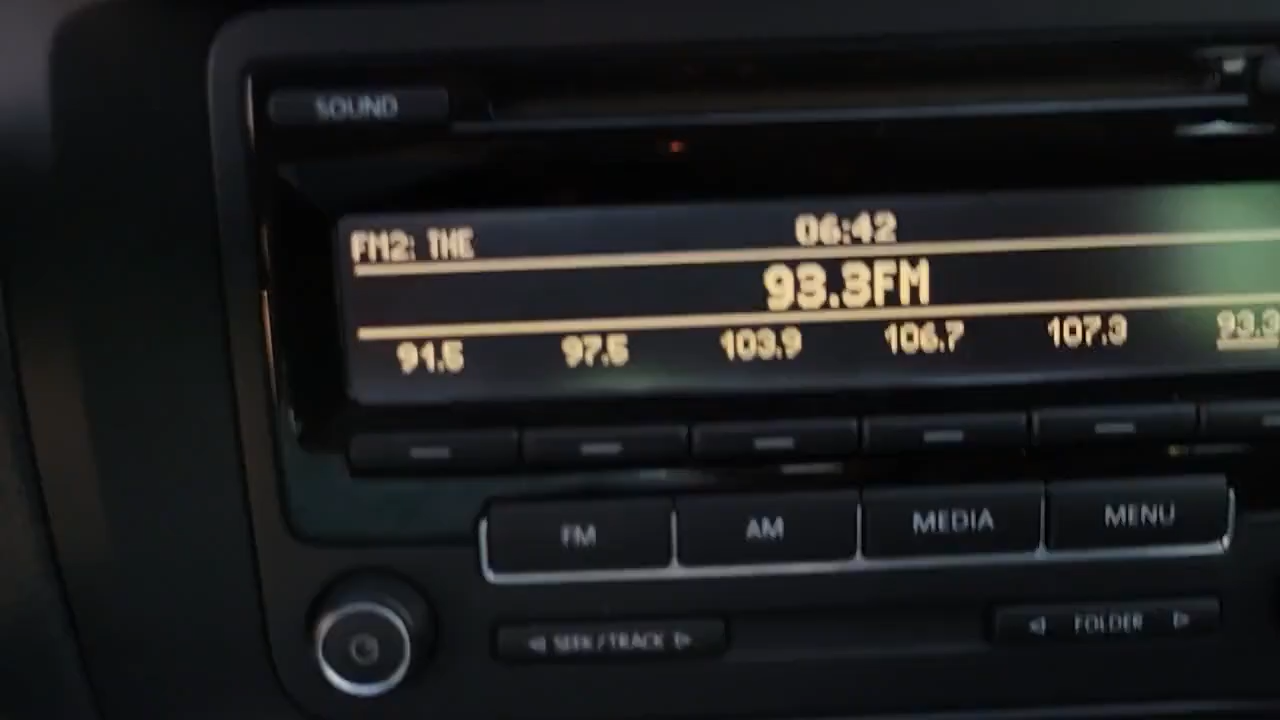 SOUND
FM2: THE 06:42
93.3FM
91.5 97.5 103.9 106.7 107.3 93.3
FM AM MEDIA MENU
SEEK / TRACK FOLDER